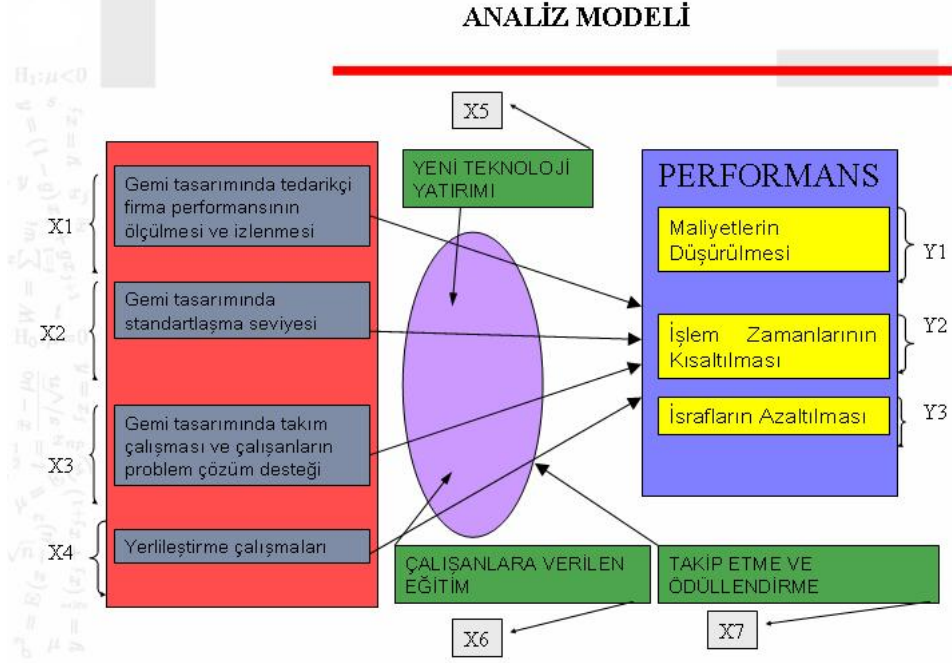 ANALİZ MODELİ
X5
YENİ TEKNOLOJİ
YATIRIMI
X1
Gemi tasarımında tedarikçi
firma performansının
ölçülmesi ve izlenmesi
X2
Gemi tasarımında
standartlaşma seviyesi
X3
Gemi tasarımında takım
çalışması ve çalışanların
problem çözüm desteği
X4
Yerlileştirme çalışmaları
PERFORMANS
Maliyetlerin
Düşürülmesi
Y1
İşlem Zamanlarının
Kısaltılması
Y2
İsrafların Azaltılması
Y3
ÇALIŞANLARA VERİLEN
EĞİTİM
TAKİP ETME VE
ÖDÜLLENDİRME
X6
X7